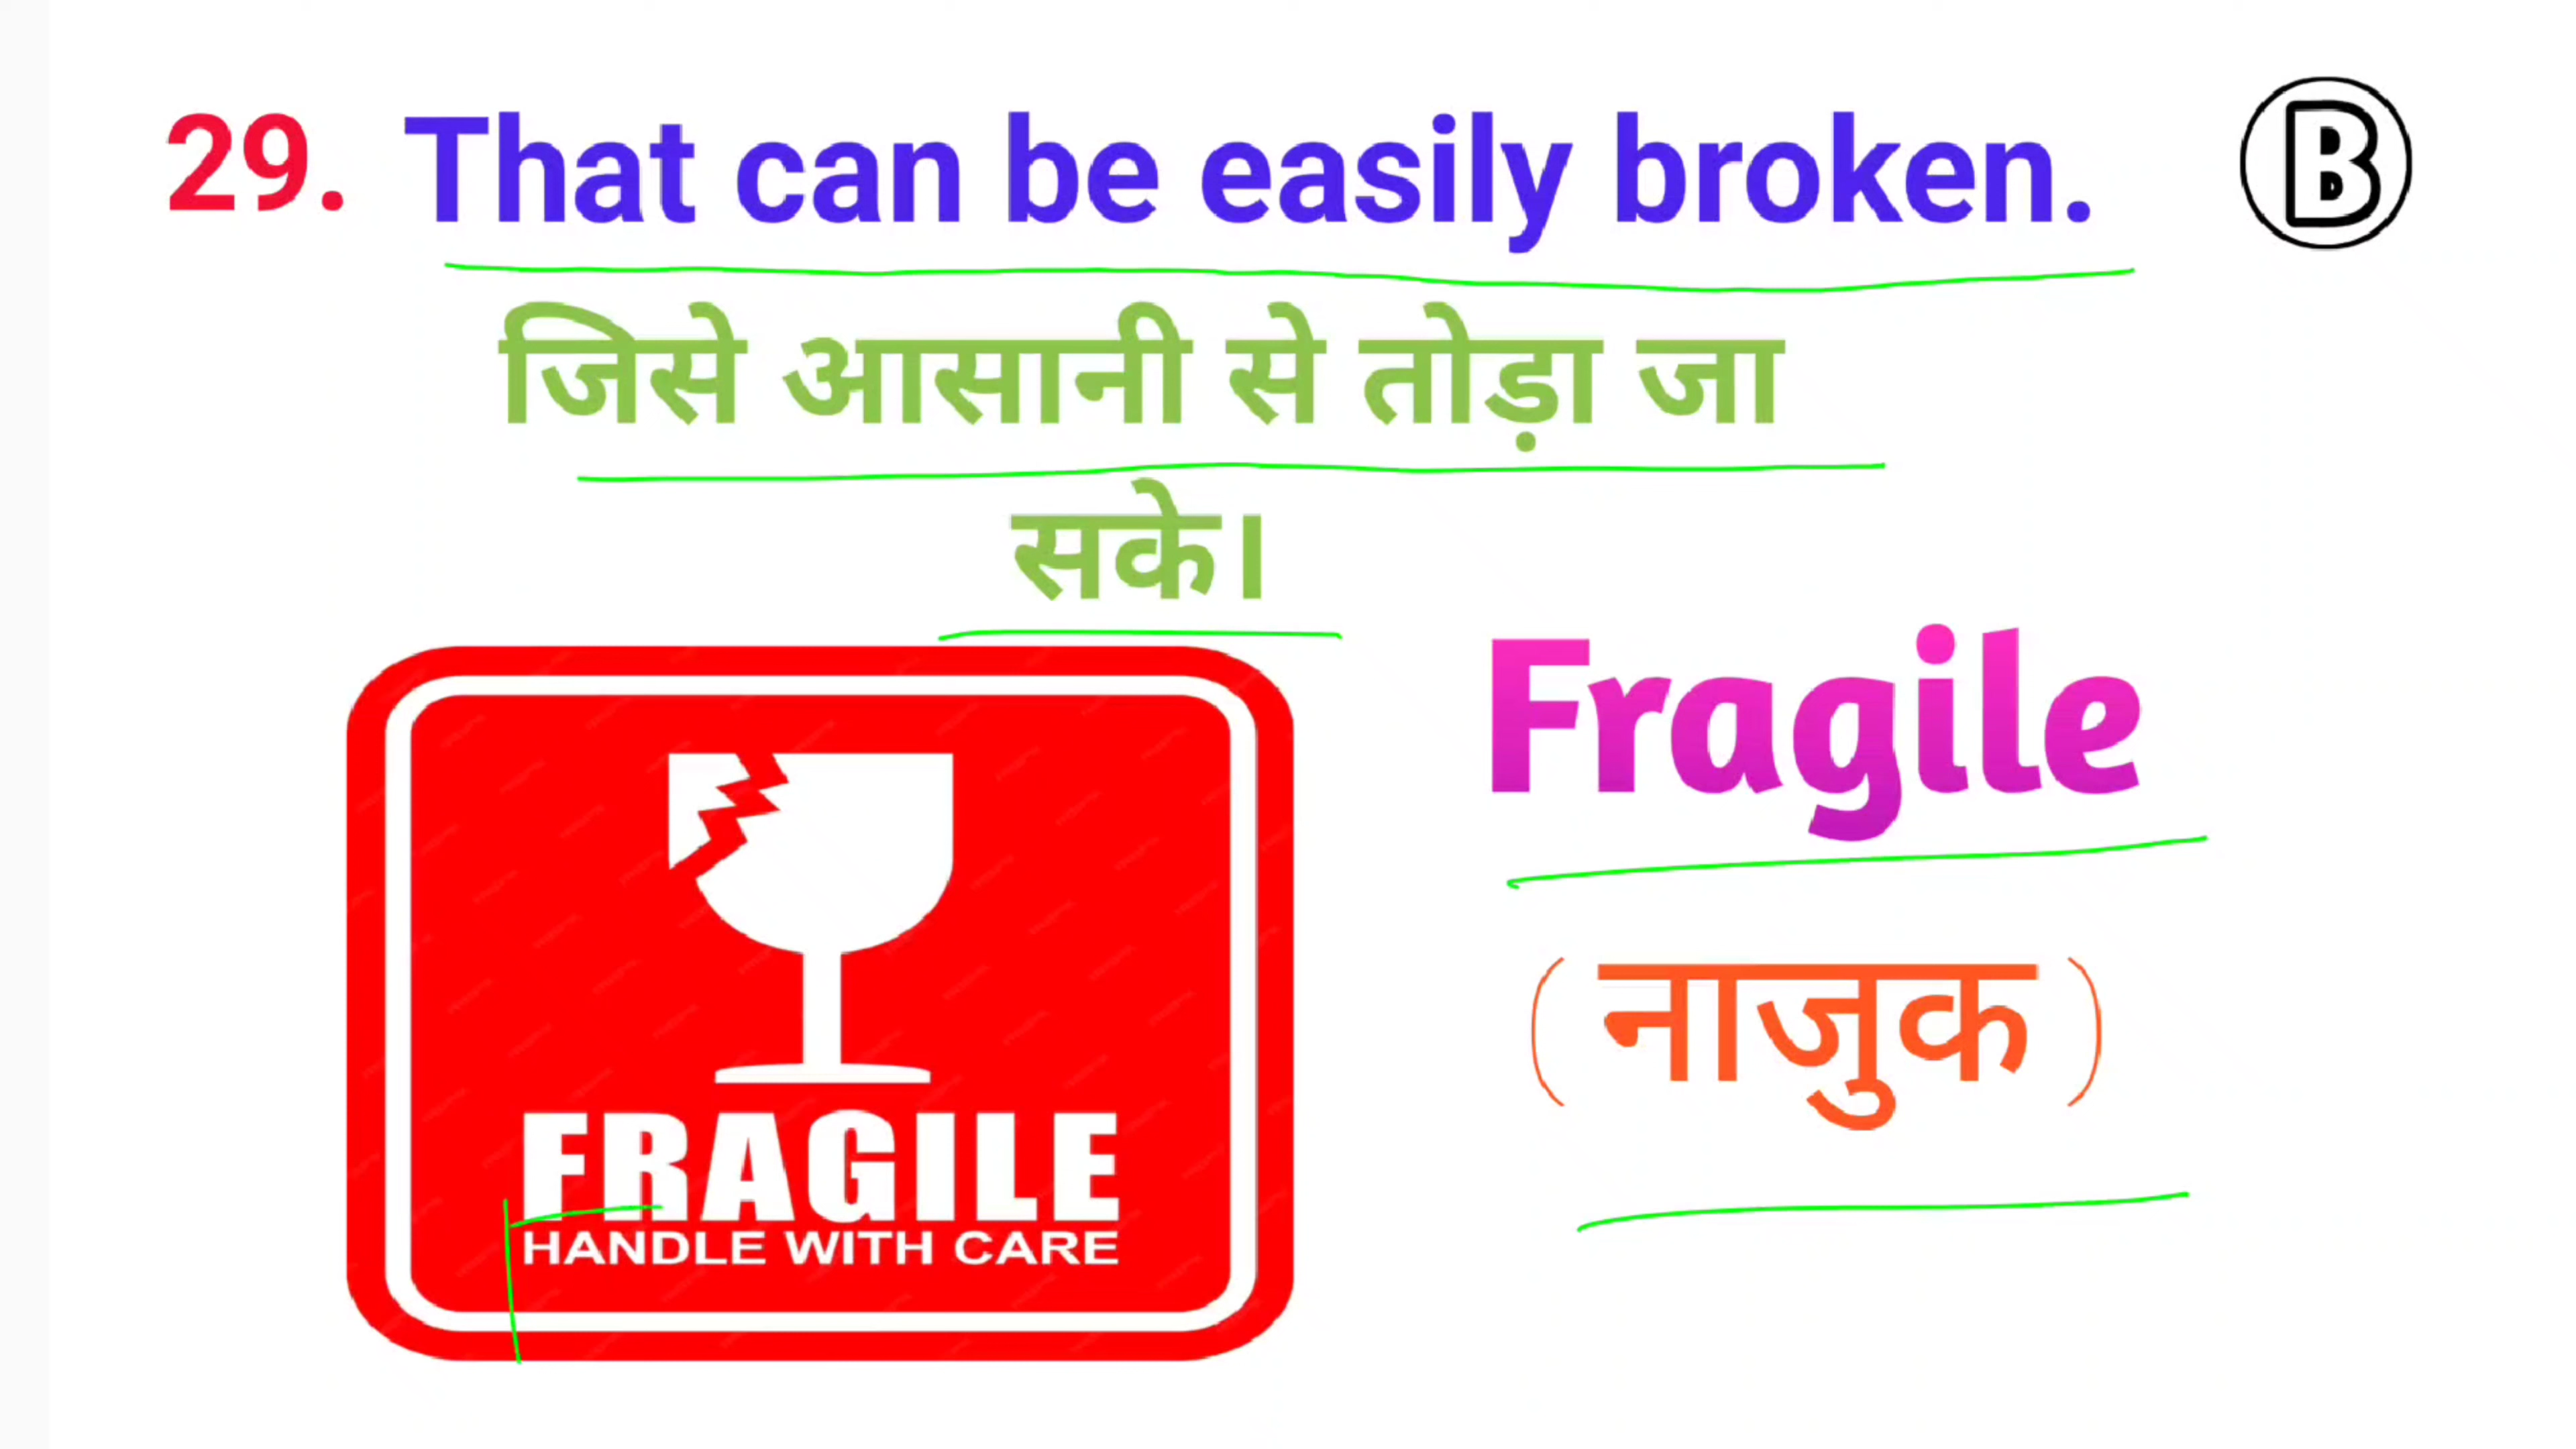 29. That can be easily broken. B
जिसे आसानी से तोड़ा जा
सके।
Fragile
(नाजुक)
FRAGILE
HANDLE WITH CARE